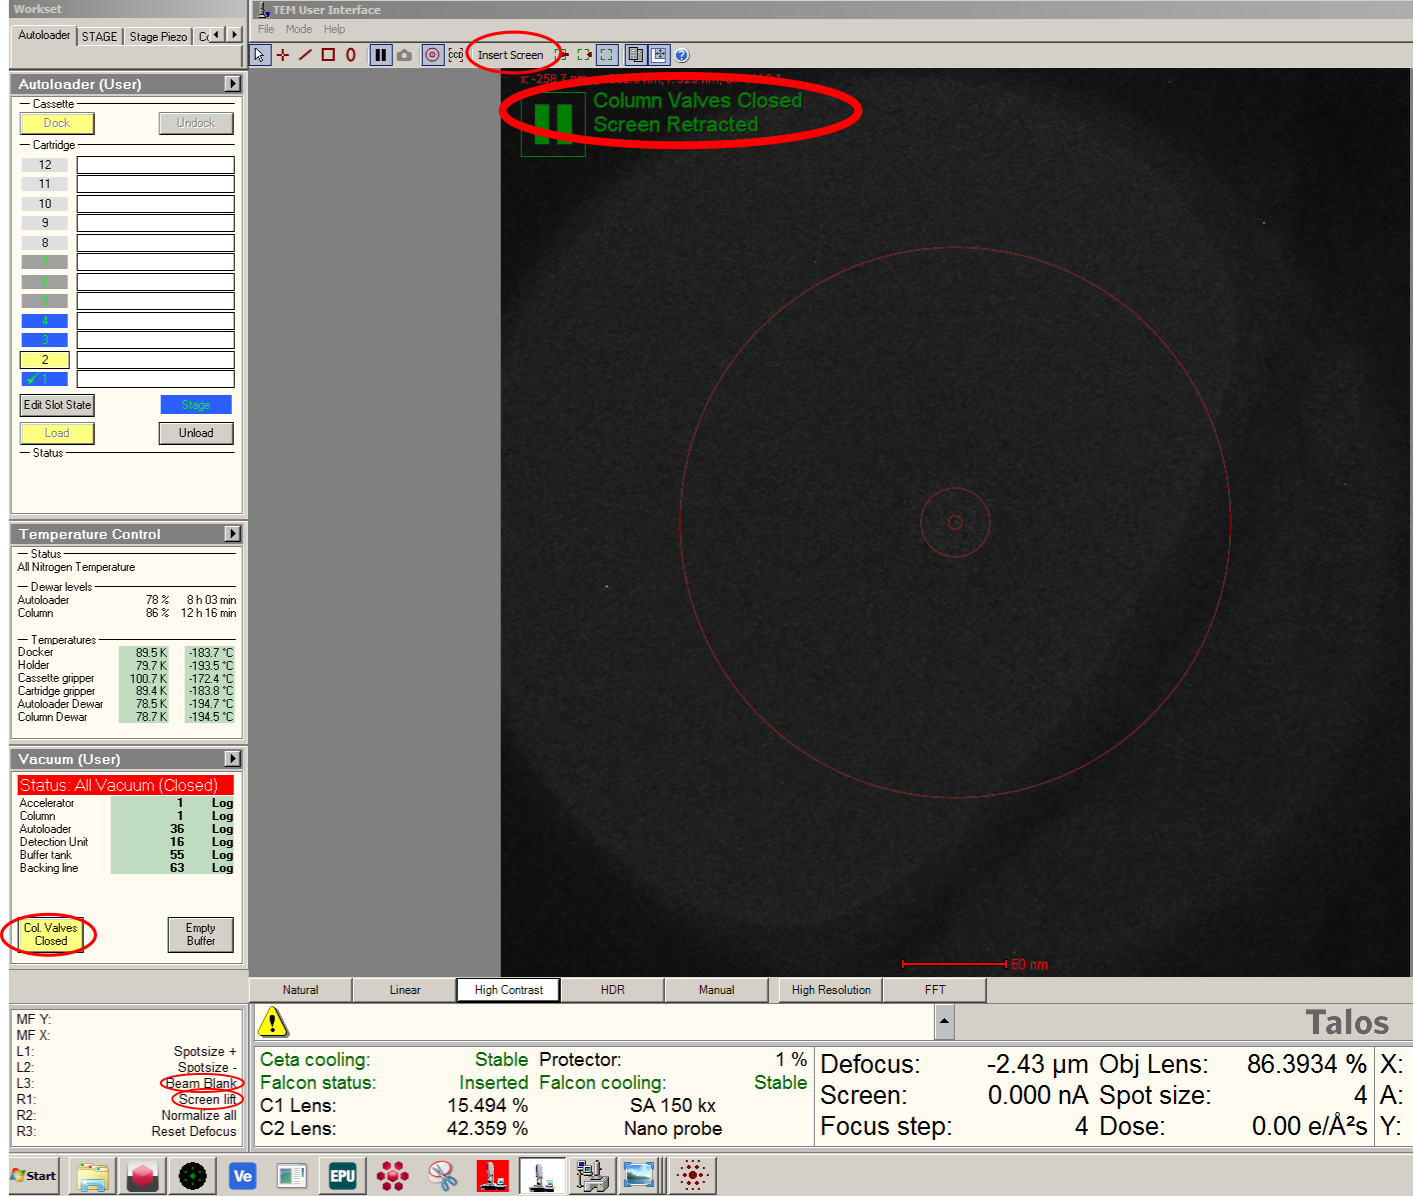 Workset
TEM User Interface
File Mode Help
Autoloader STAGE Stage Piezo
CCD Insert Screen
Autoloader (User)
Cassette
Dock Undock
Cartridge
12
11
10
9
8
7
6
5
4
3
2
1
Edit Slot State Stage
Load Unload
Status
Temperature Control
Status
All Nitrogen Temperature
Dewar levels
Autoloader 78 % 8 h 03 min
Column 86 % 12 h 16 min
Temperatures
Docker 89.5 K -183.7 °C
Holder 79.7 K -193.5 °C
Cassette gripper 100.7 K -172.4 °C
Cartridge gripper 89.4 K -183.8 °C
Autoloader Dewar 78.5 K -194.7 °C
Column Dewar 78.7 K -194.5 °C
Vacuum (User)
Status: All Vacuum (Closed)
Accelerator 1 Log
Column 1 Log
Autoloader 36 Log
Detection Unit 16 Log
Buffer tank 55 Log
Backing line 63 Log
Col. Valves Closed
Empty Buffer
MF Y:
MF X:
L1: Spotsize +
L2: Spotsize -
L3: Beam Blank
R1: Screen lift
R2: Normalize all
R3: Reset Defocus
Column Valves Closed
Screen Retracted
50 nm
Natural Linear High Contrast HDR Manual High Resolution FFT
Talos
Ceta cooling: Stable Protector: 1 %
Falcon status: Inserted Falcon cooling: Stable
C1 Lens: 15.494 % SA 150 kx
C2 Lens: 42.359 % Nano probe
Defocus: -2.43 µm Obj Lens: 86.3934 % X:
Screen: 0.000 nA Spot size: 4 A:
Focus step: 4 Dose: 0.00 e/Å²s Y:
Start Ve EPU